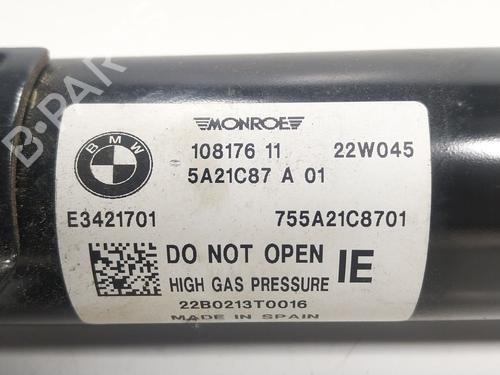 MONROE
BMW
108176 11 22W045
5A21C87 A 01
E3421701 755A21C8701
DO NOT OPEN IE
HIGH GAS PRESSURE
22B0213T0016
MADE IN SPAIN
B-PARTS